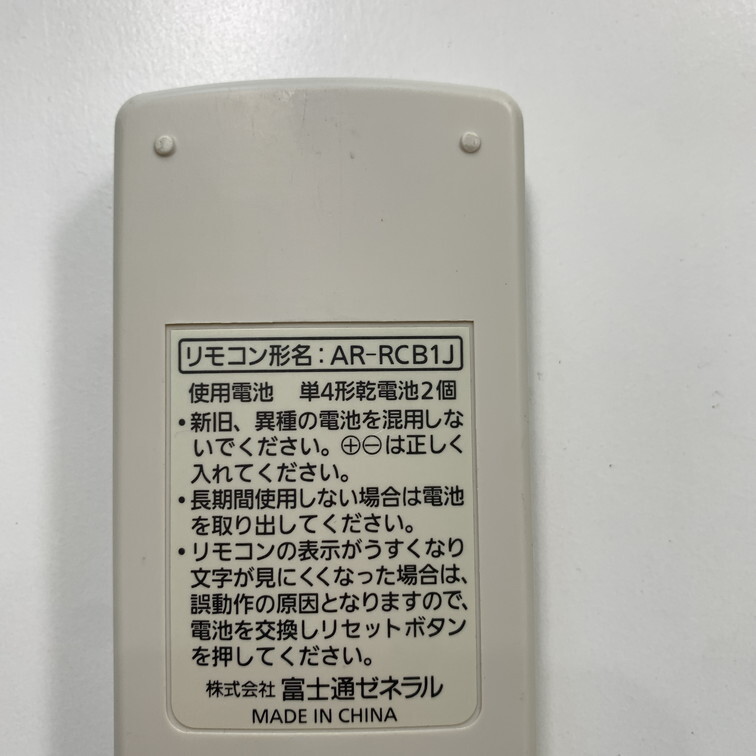 リモコン形名：AR-RCB1J
使用電池　単4形乾電池2個
・新旧、異種の電池を混用しな
いでください。⊕⊖は正しく
入れてください。
・長期間使用しない場合は電池
を取り出してください。
・リモコンの表示がうすくなり
文字が見にくくなった場合は、
誤動作の原因となりますので、
電池を交換しリセットボタン
を押してください。
株式会社 富士通ゼネラル
MADE IN CHINA